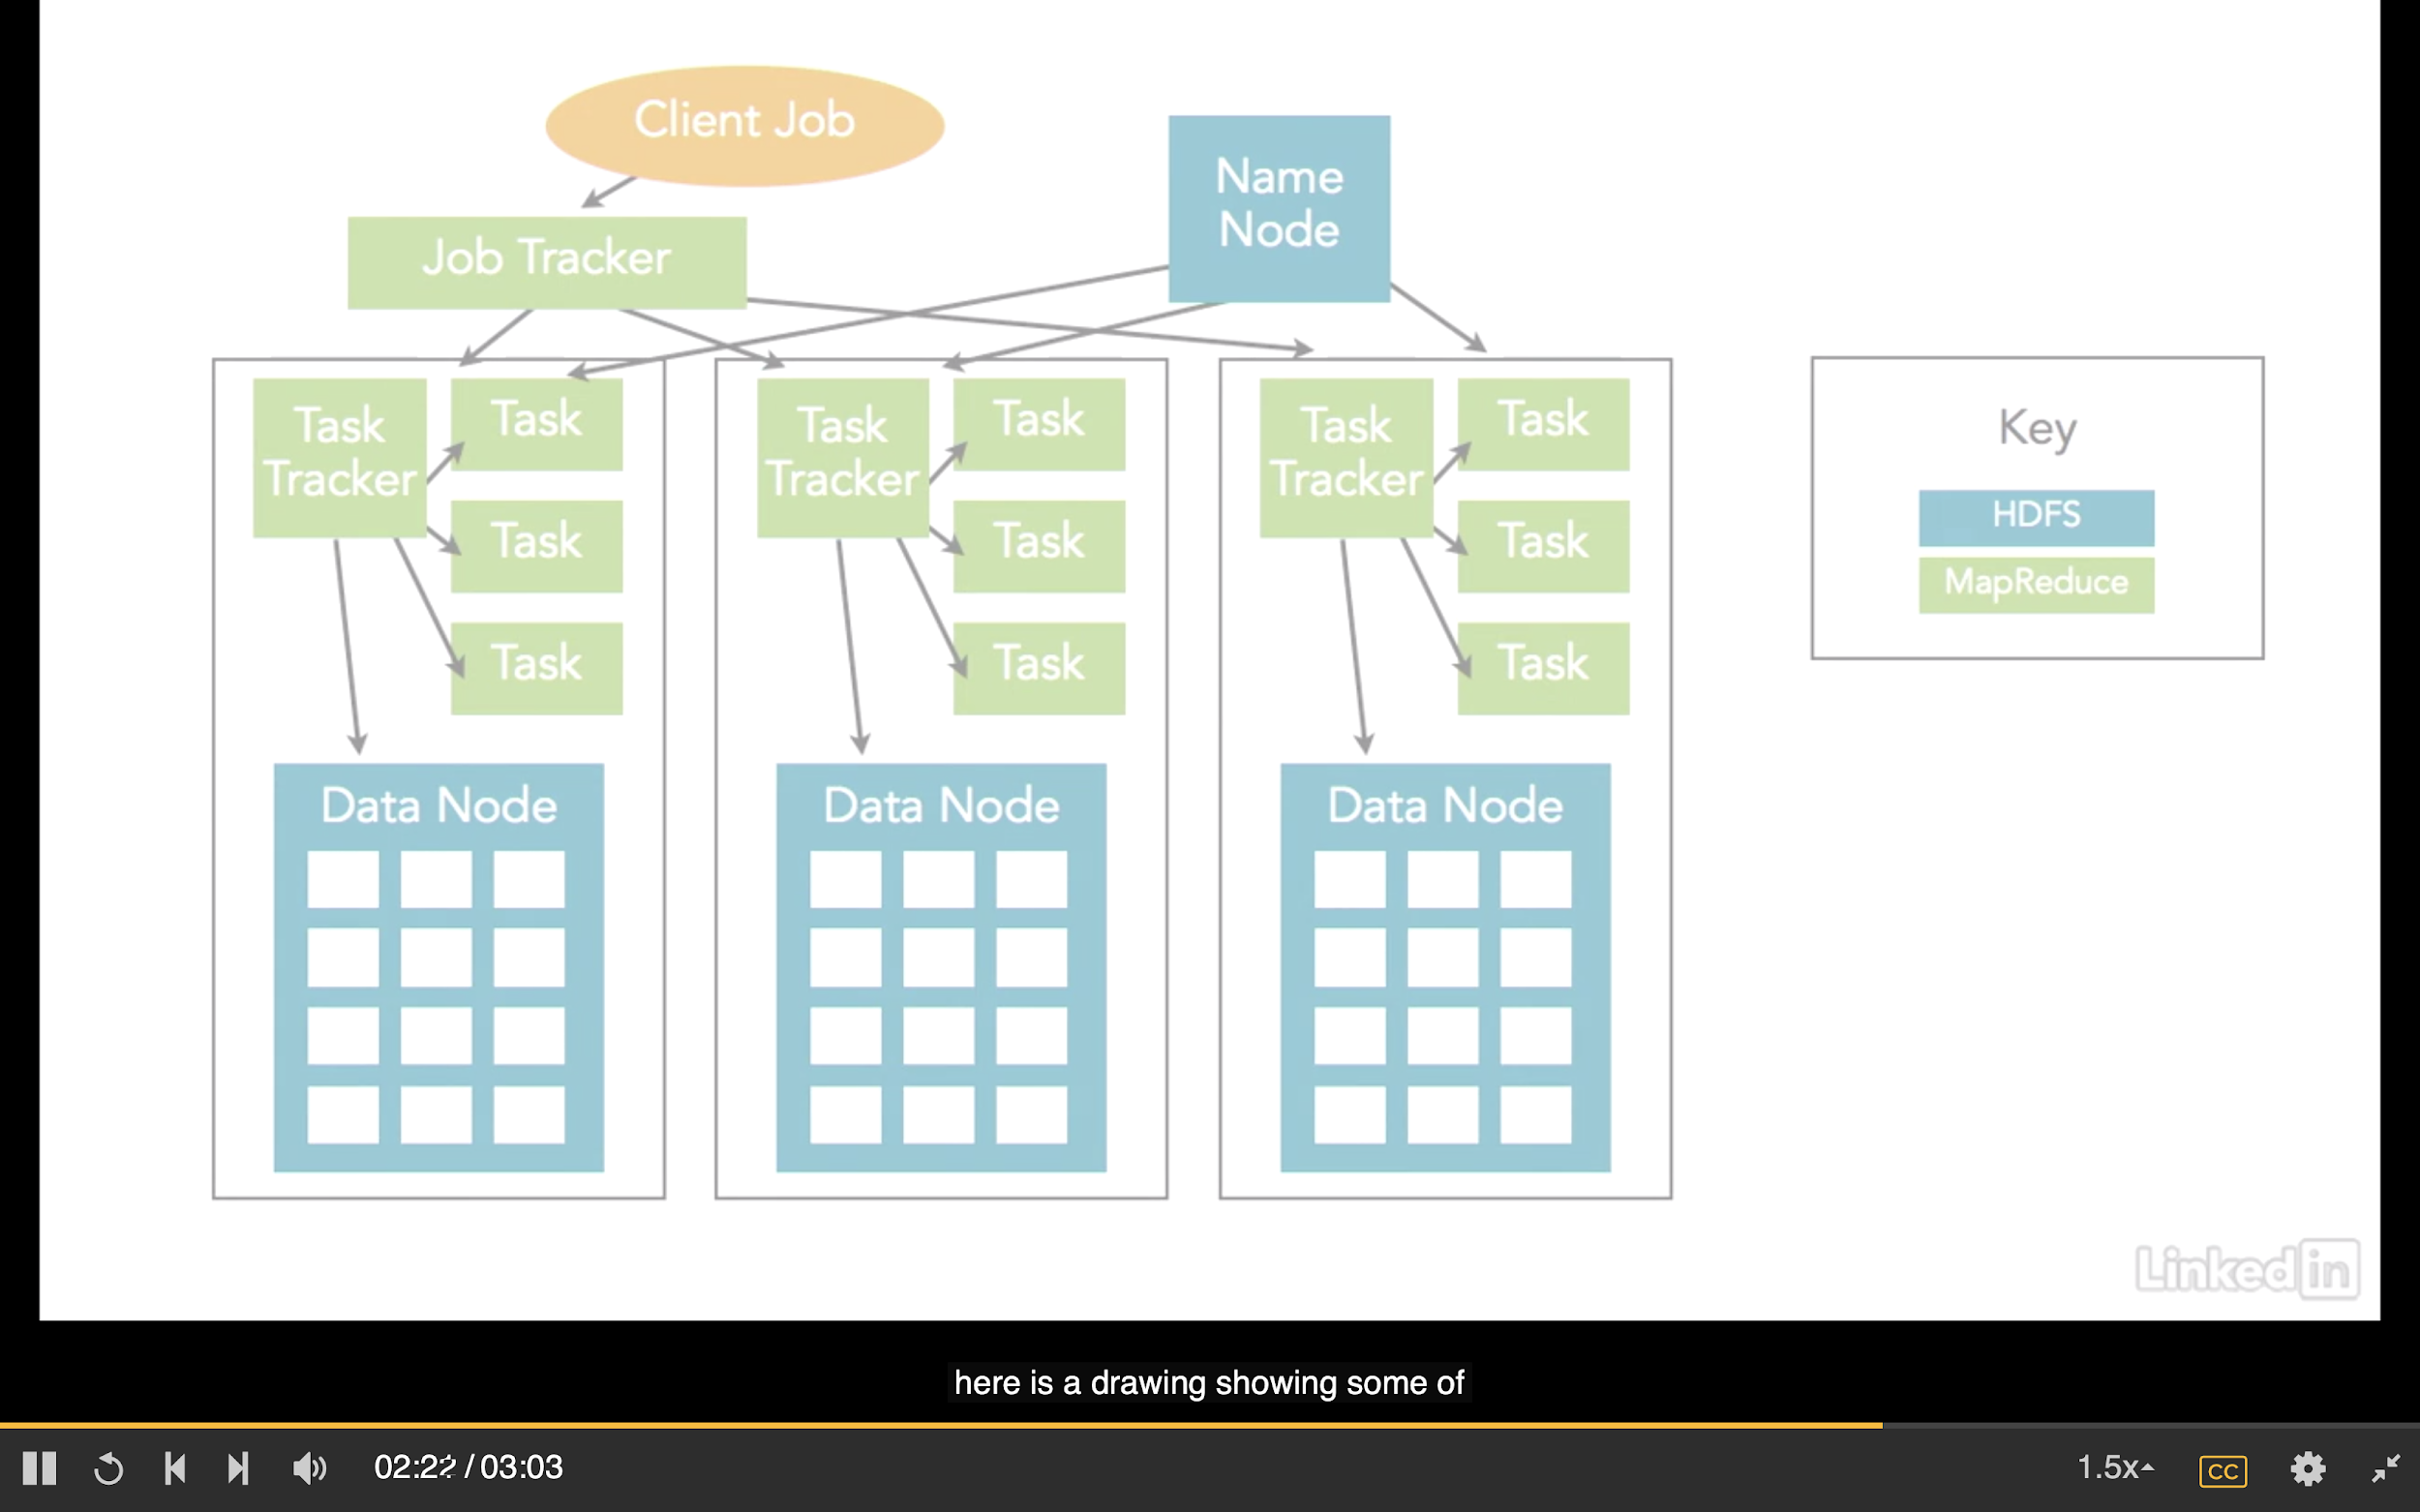 Client Job
Name
Node
Job Tracker
Task
Tracker
Task
Task
Task
Data Node
Task
Tracker
Task
Task
Task
Data Node
Task
Tracker
Task
Task
Task
Data Node
Key
HDFS
MapReduce
Linked in
here is a drawing showing some of
02:22 / 03:03
1.5x
CC